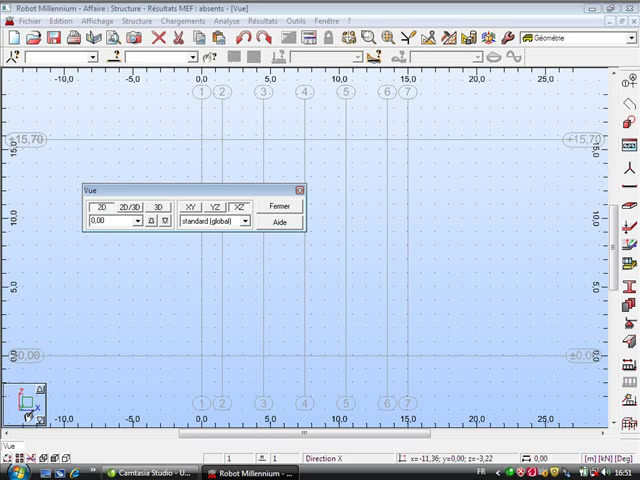 Robot Millennium - Affaire : Structure - Résultats MEF : absents - [Vue]
Fichier Edition Affichage Structure Chargements Analyse Résultats Outils Fenêtre ?
Géométrie
-10,0 -5,0 0,0 5,0 10,0 15,0 20,0 25,0
1 2 3 4 5 6 7
+15,70 +15,70
15,0 15,0
Vue
2D 2D/3D 3D XY YZ XZ Fermer
0,00 standard (global) Aide
10,0 10,0
5,0 5,0
±0,00 ±0,00
0,0 0,0
Z
X
1 2 3 4 5 6 7
-10,0 -5,0 0,0 5,0 10,0 15,0 20,0 25,0
Vue
1 1 Direction X x=-11,36; y=0,00; z=-3,22 0,00 [m] [kN] [Deg]
Camtasia Studio - U... Robot Millennium - ... FR 16:51